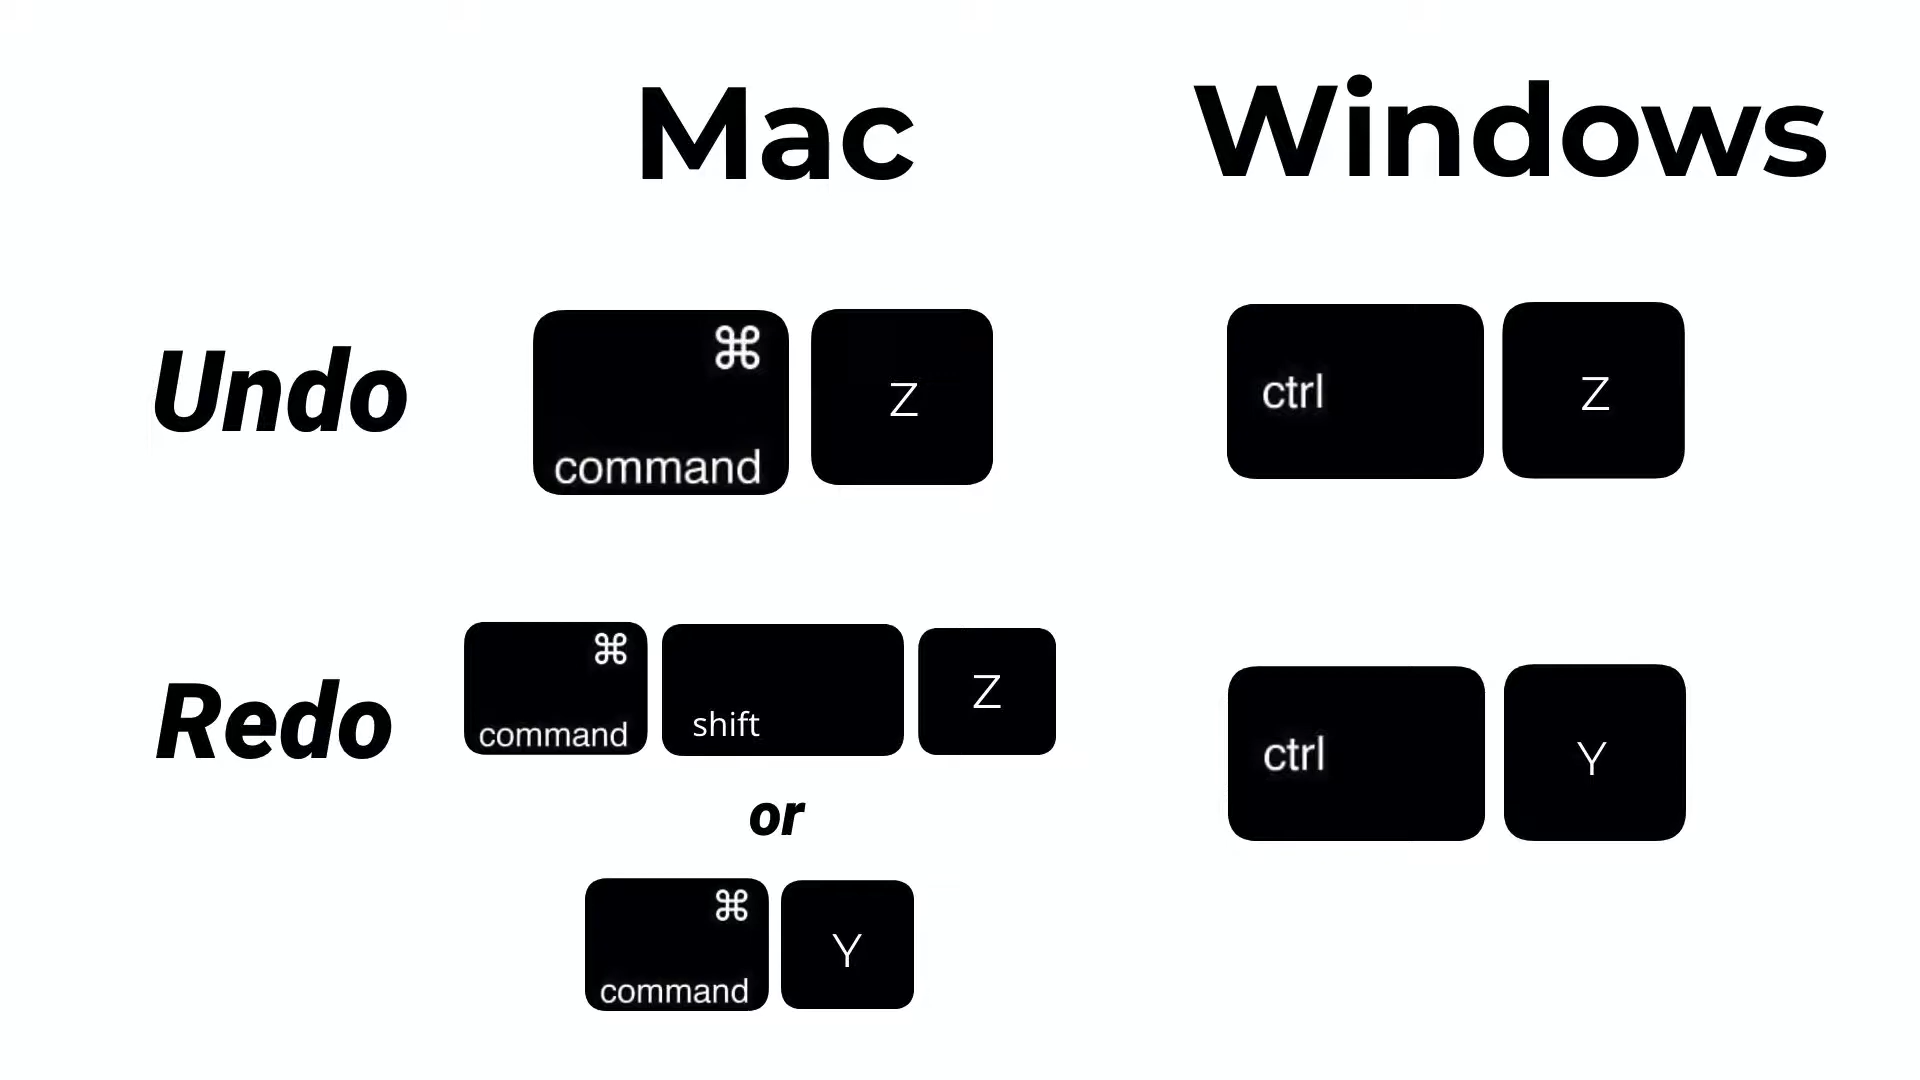 Mac Windows
Undo ⌘ command Z ctrl Z
Redo ⌘ command shift Z ctrl Y
or
⌘ command Y